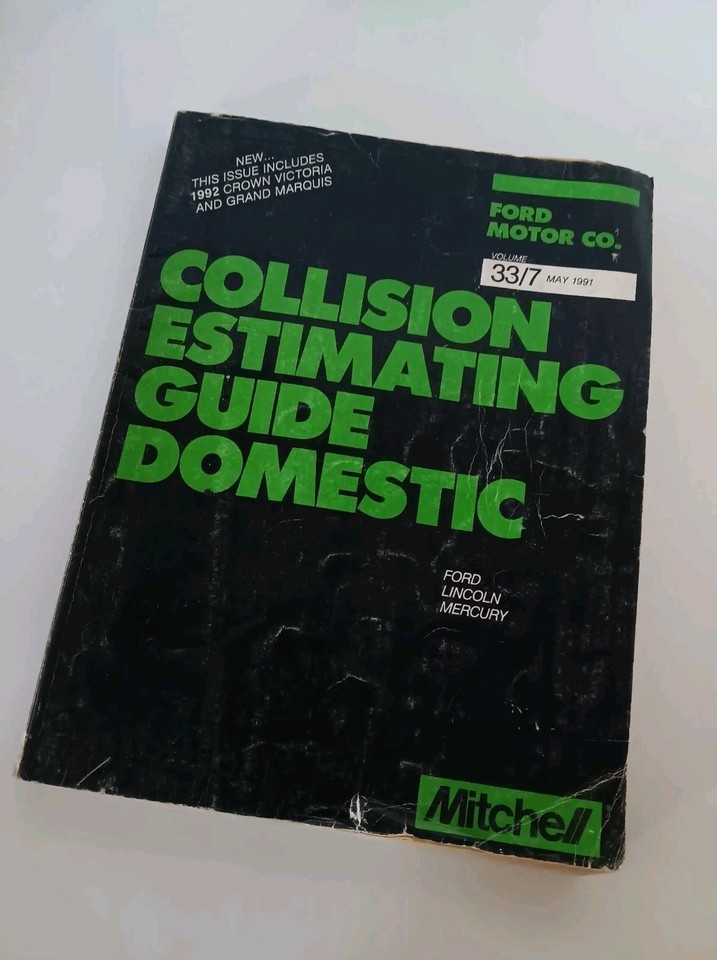 NEW...
THIS ISSUE INCLUDES
1992 CROWN VICTORIA
AND GRAND MARQUIS
FORD
MOTOR CO.
VOLUME
33/7 MAY 1991
COLLISION
ESTIMATING
GUIDE
DOMESTIC
FORD
LINCOLN
MERCURY
Mitchell